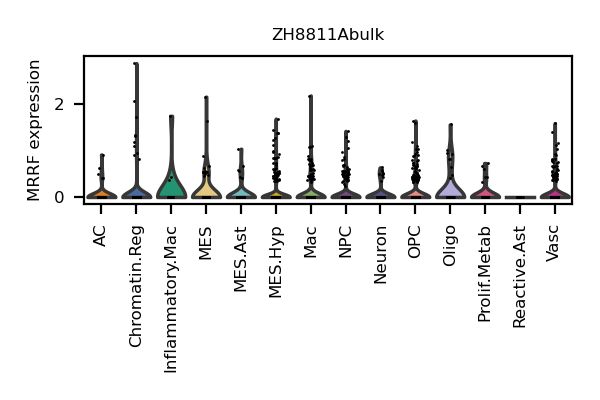 ZH8811Abulk
MRRF expression
2
0
AC
Chromatin.Reg
Inflammatory.Mac
MES
MES.Ast
MES.Hyp
Mac
NPC
Neuron
OPC
Oligo
Prolif.Metab
Reactive.Ast
Vasc